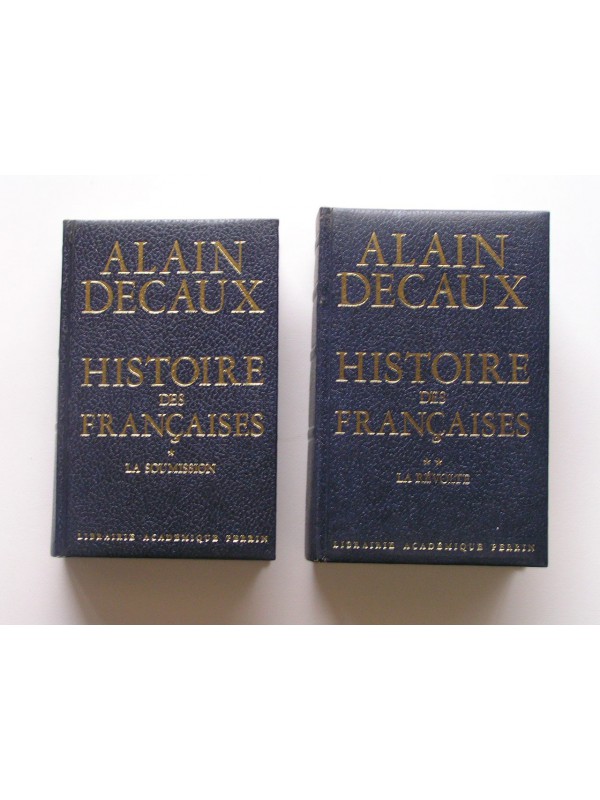 ALAIN
DECAUX
HISTOIRE
DES
FRANÇAISES
*
LA SOUMISSION
LIBRAIRIE ACADÉMIQUE PERRIN
ALAIN
DECAUX
HISTOIRE
DES
FRANÇAISES
* *
LA RÉVOLTE
LIBRAIRIE ACADÉMIQUE PERRIN